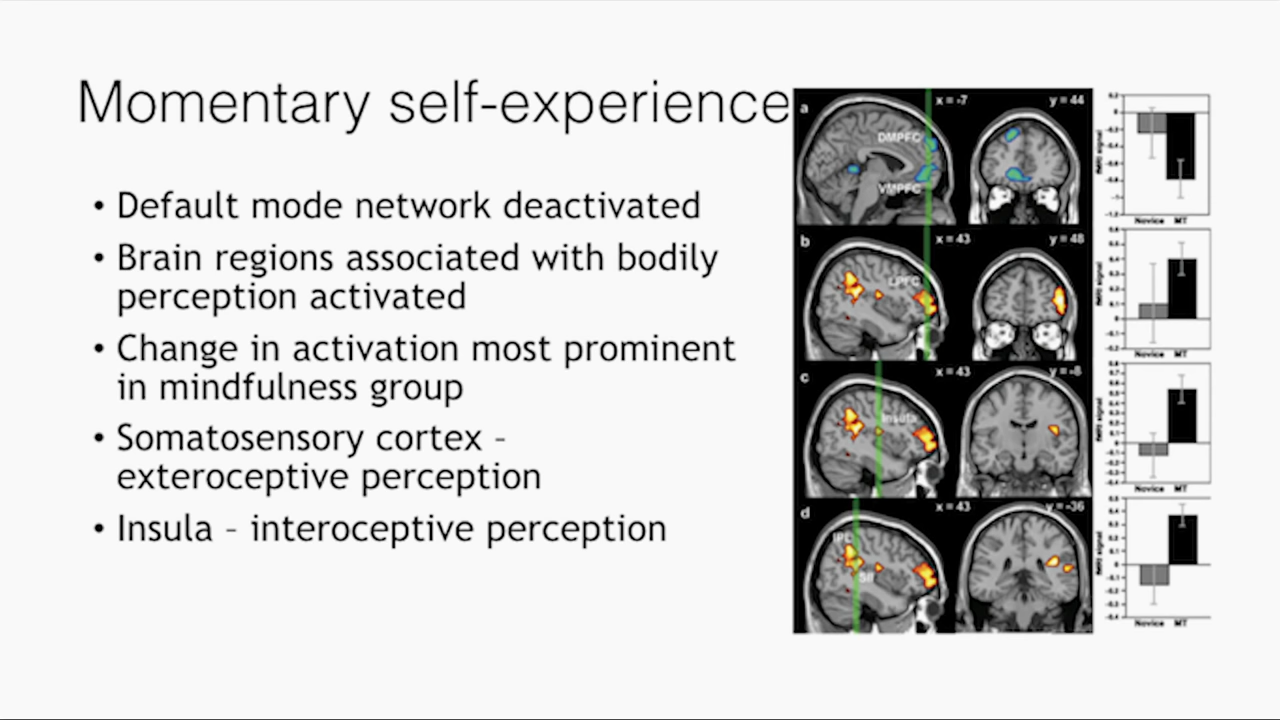 Momentary self-experience
• Default mode network deactivated
• Brain regions associated with bodily
perception activated
• Change in activation most prominent
in mindfulness group
• Somatosensory cortex –
exteroceptive perception
• Insula – interoceptive perception
a
x = -7
y = 44
DMPFC
VMPFC
Novice MT
b
x = 43
y = 48
LPFC
Novice MT
c
x = 43
y = -8
Insula
Novice MT
d
x = 43
y = -36
IPL
SII
Novice MT